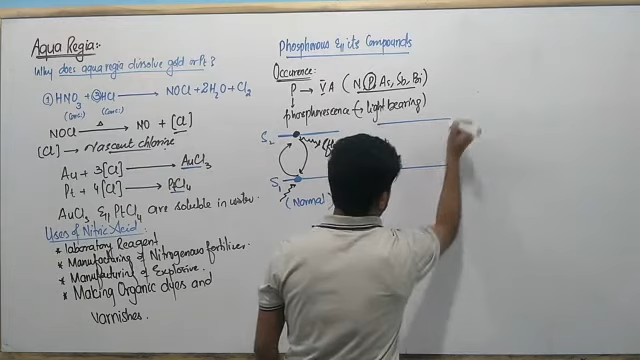 Aqua Regia:-
Why does aqua regia dissolve gold or Pt?
① HNO3 + ③HCl → NOCl + 2H2O + Cl2
(Conc.) (Conc.)
NOCl —Δ→ NO + [Cl]
[Cl] → Nascent chlorine
Au + 3[Cl] → AuCl3
Pt + 4[Cl] → PtCl4
AuCl3 & PtCl4 are soluble in water.
Uses of Nitric Acid:
* laboratory Reagent
* Manufacturing of Nitrogenous fertilizer.
* Manufacturing of Explosive.
* Making Organic dyes and
varnishes.
Phosphorous & its Compounds
Occurence:
P → V A (N P As, Sb, Bi)
phosphorescence (→ light bearing)
S2
S1
(Normal)